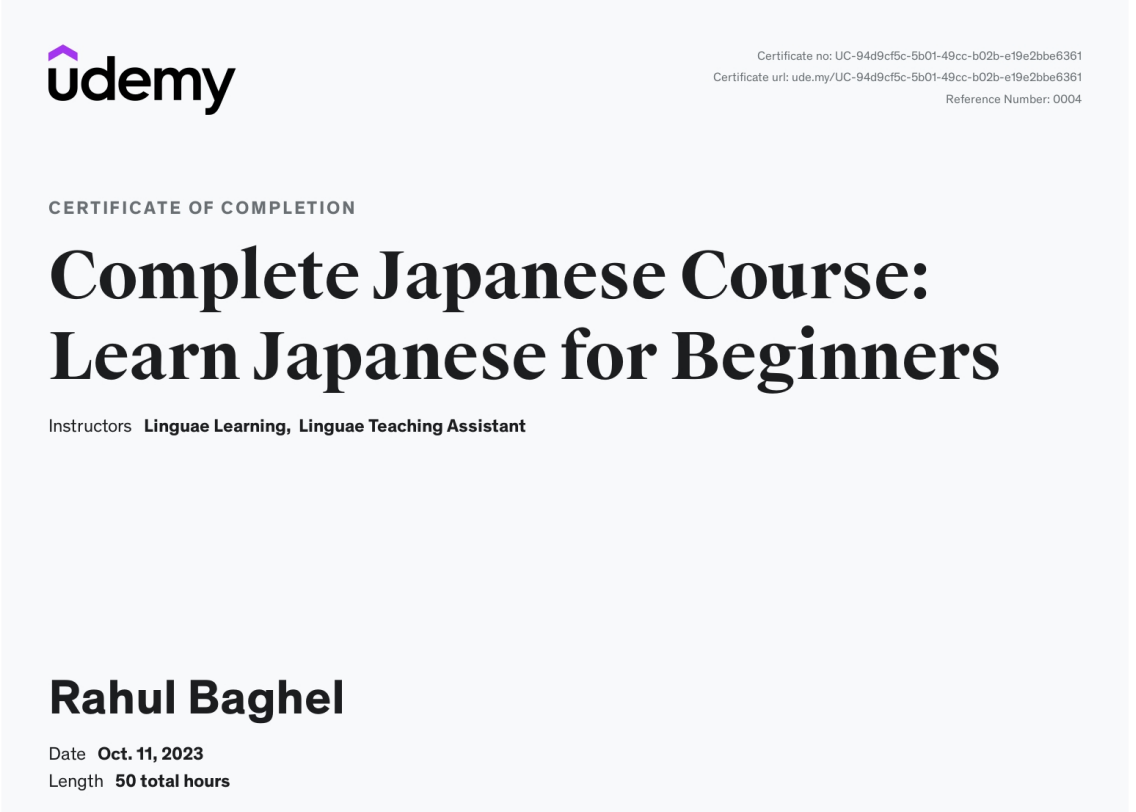 udemy
Certificate no: UC-94d9cf5c-5b01-49cc-b02b-e19e2bbe6361
Certificate url: ude.my/UC-94d9cf5c-5b01-49cc-b02b-e19e2bbe6361
Reference Number: 0004
CERTIFICATE OF COMPLETION
Complete Japanese Course:
Learn Japanese for Beginners
Instructors Linguae Learning, Linguae Teaching Assistant
Rahul Baghel
Date Oct. 11, 2023
Length 50 total hours